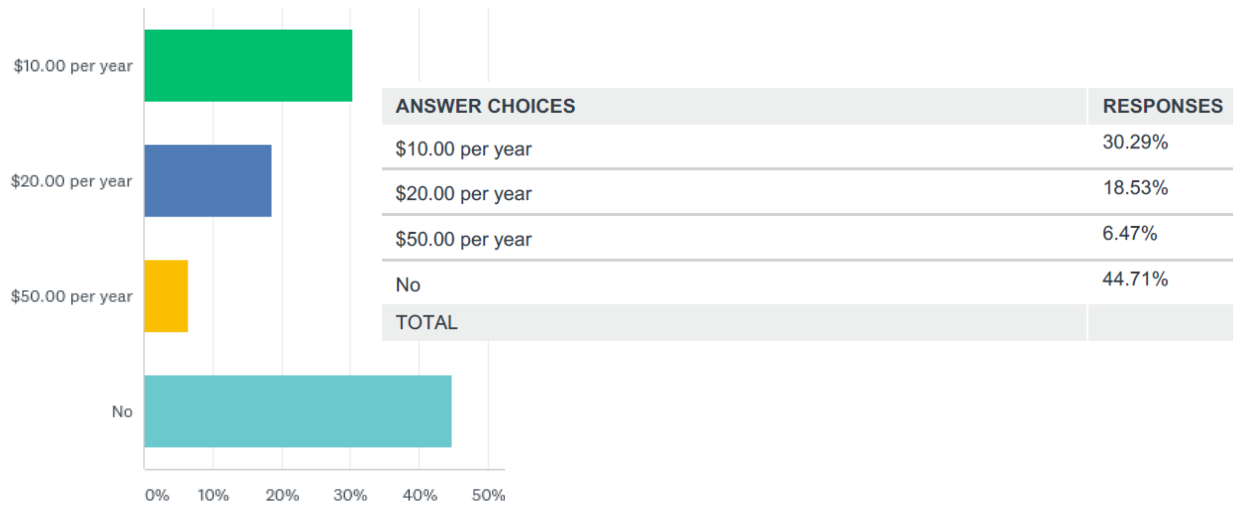 $10.00 per year
$20.00 per year
$50.00 per year
No
0% 10% 20% 30% 40% 50%
ANSWER CHOICES RESPONSES
$10.00 per year 30.29%
$20.00 per year 18.53%
$50.00 per year 6.47%
No 44.71%
TOTAL